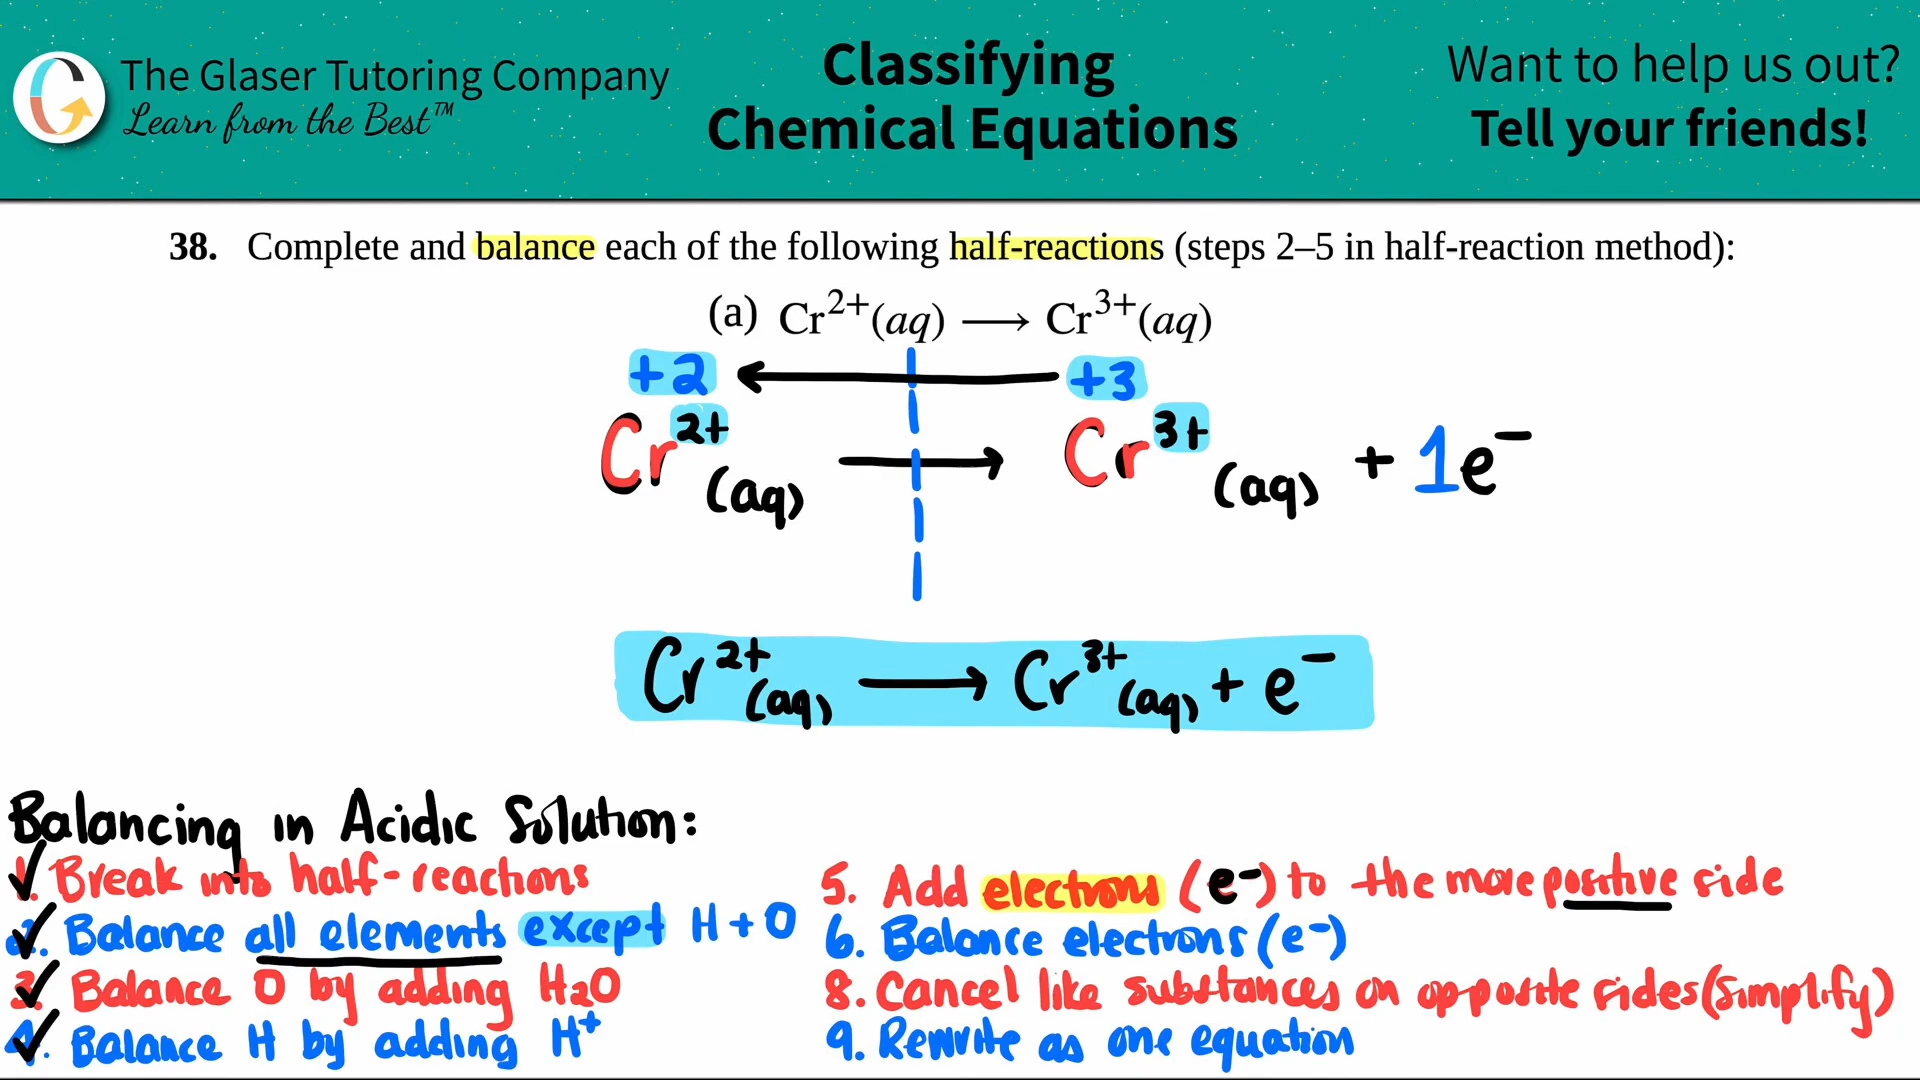 The Glaser Tutoring Company
Learn from the Best™
Classifying
Chemical Equations
Want to help us out?
Tell your friends!
38. Complete and balance each of the following half-reactions (steps 2–5 in half-reaction method):
(a) Cr²⁺(aq) ⟶ Cr³⁺(aq)
+2 ← +3
Cr²⁺(aq) → Cr³⁺(aq) + 1e⁻
Cr²⁺(aq) → Cr³⁺(aq) + e⁻
Balancing in Acidic Solution:
1. Break into half-reactions
2. Balance all elements except H + O
3. Balance O by adding H₂O
4. Balance H by adding H⁺
5. Add electrons (e⁻) to the more positive side
6. Balance electrons (e⁻)
8. Cancel like substances on opposite sides (simplify)
9. Rewrite as one equation